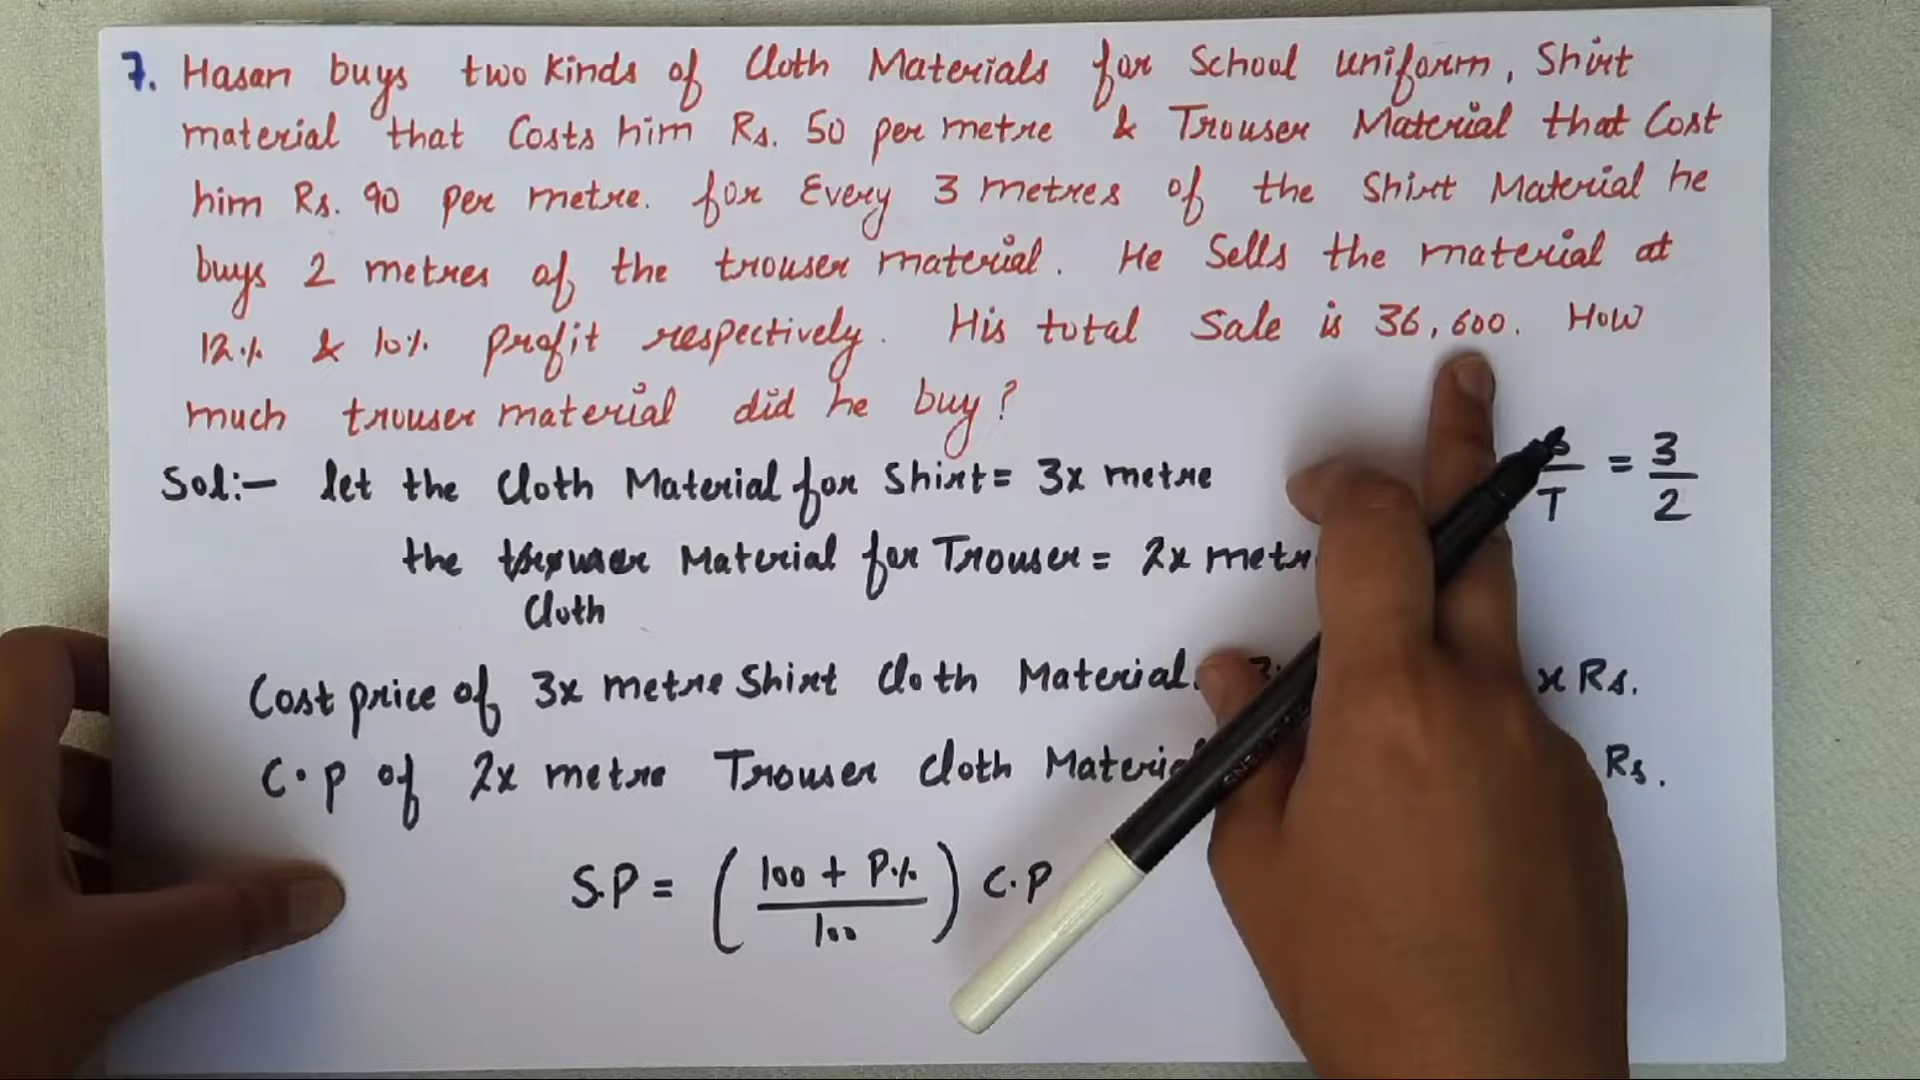 7. Hasan buys two kinds of Cloth Materials for School uniform, Shirt
material that Costs him Rs. 50 per metre & Trouser Material that Cost
him Rs. 90 per metre. for Every 3 metres of the Shirt Material he
buys 2 metres of the trouser material. He Sells the material at
12% & 10% Profit respectively. His total Sale is 36,600. How
much trouser material did he buy?
Sol:- let the Cloth Material for Shirt = 3x metre
S/T = 3/2
the Material for Trouser = 2x metr
Cloth
Cost price of 3x metre Shirt Cloth Material x Rs.
C.P of 2x metre Trouser Cloth Materia Rs.
S.P = (100 + P% / 100) C.P